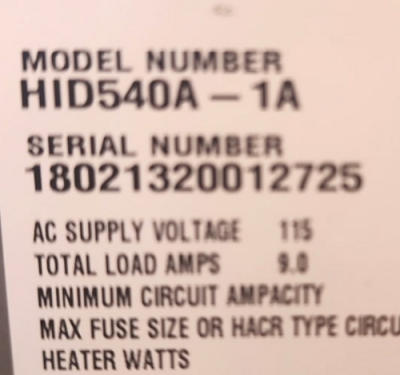 MODEL NUMBER
HID540A - 1A
SERIAL NUMBER
18021320012725
AC SUPPLY VOLTAGE 115
TOTAL LOAD AMPS 9.0
MINIMUM CIRCUIT AMPACITY
MAX FUSE SIZE OR HACR TYPE CIRCU
HEATER WATTS